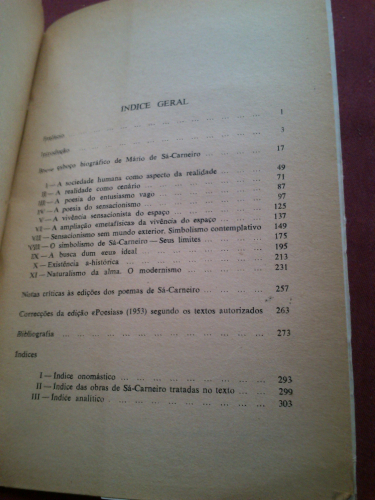 INDICE GERAL
Prefácio ... 1
Introdução ... 3
Breve esboço biográfico de Mário de Sá-Carneiro ... 17
I — A sociedade humana como aspecto da realidade ... 49
II — A realidade como cenário ... 71
III — A poesia do entusiasmo vago ... 87
IV — A poesia do sensacionismo ... 97
V — A vivência sensacionista do espaço ... 125
VI — A ampliação «metafísica» da vivência do espaço ... 137
VII — Sensacionismo sem mundo exterior. Simbolismo contemplativo 149
VIII — O simbolismo de Sá-Carneiro — Seus limites ... 175
IX — A busca dum «eu» ideal ... 195
X — Existência a-histórica ... 213
XI — Naturalismo da alma. O modernismo ... 231
Notas críticas às edições dos poemas de Sá-Carneiro ... 257
Correcções da edição «Poesias» (1953) segundo os textos autorizados 263
Bibliografia ... 273
Indices
I — Indice onomástico ... 293
II — Indice das obras de Sá-Carneiro tratadas no texto ... 299
III — Indice analítico ... 303